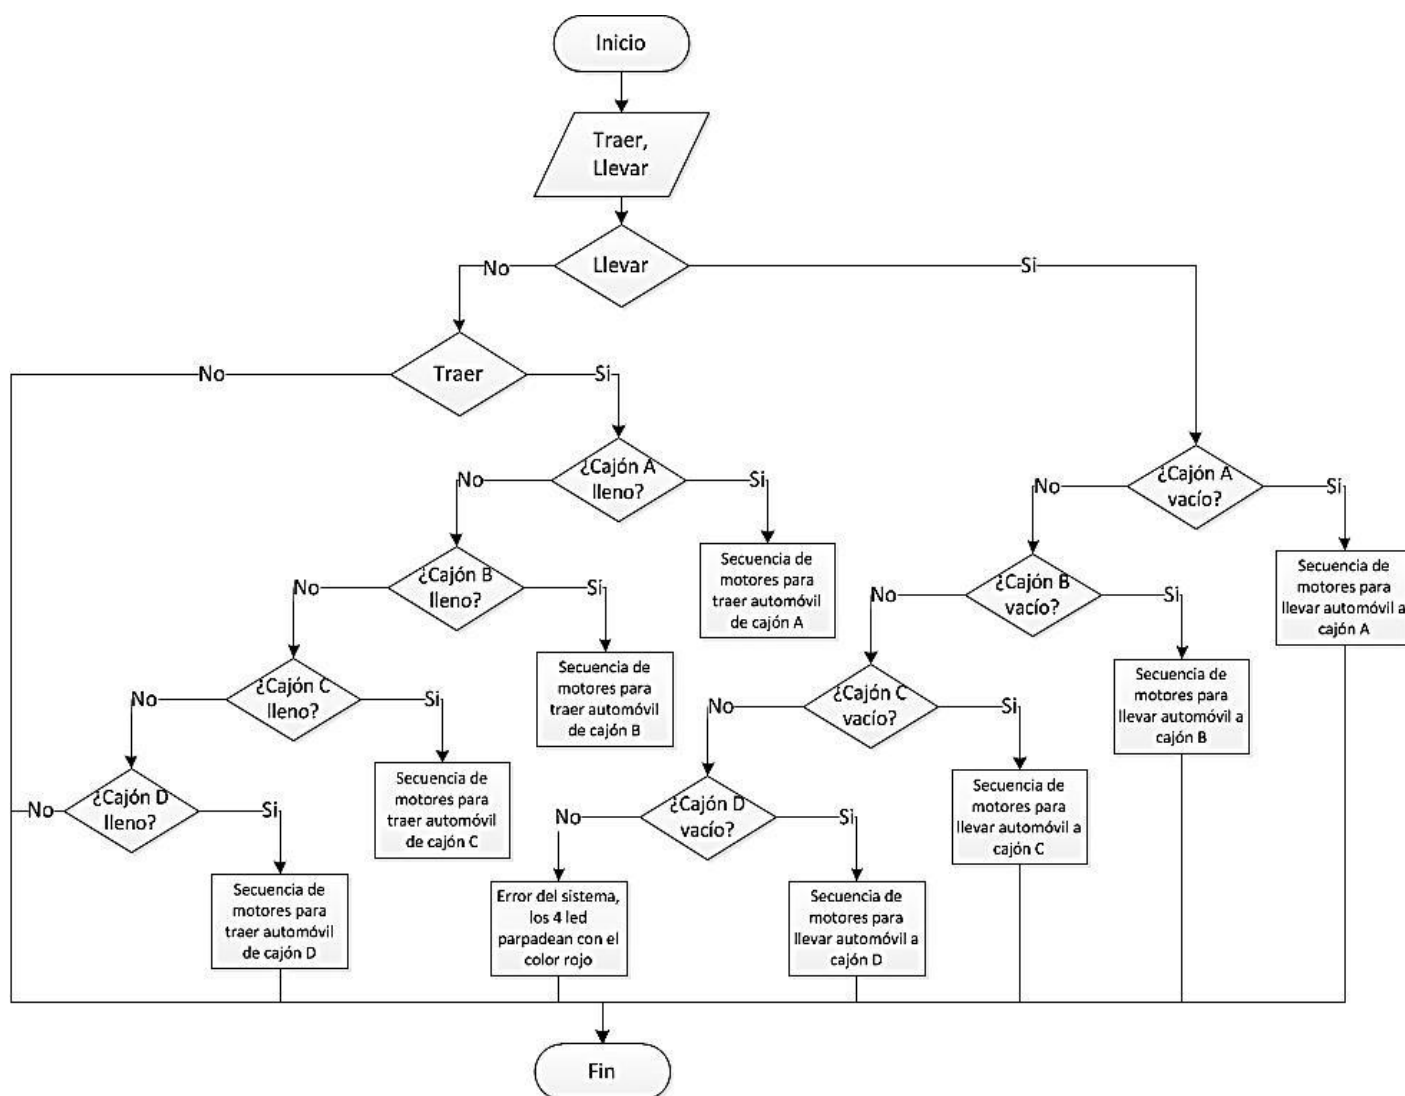 Inicio
Traer,
Llevar
Llevar
No
Si
Traer
No
Si
¿Cajón A
lleno?
No
Si
¿Cajón A
vacío?
No
Si
Secuencia de
motores para
traer automóvil
de cajón A
Secuencia de
motores para
llevar automóvil a
cajón A
¿Cajón B
lleno?
No
Si
¿Cajón B
vacío?
No
Si
Secuencia de
motores para
traer automóvil
de cajón B
Secuencia de
motores para
llevar automóvil a
cajón B
¿Cajón C
lleno?
No
Si
¿Cajón C
vacío?
No
Si
Secuencia de
motores para
traer automóvil
de cajón C
Secuencia de
motores para
llevar automóvil a
cajón C
¿Cajón D
lleno?
No
Si
¿Cajón D
vacío?
No
Si
Secuencia de
motores para
traer automóvil
de cajón D
Error del sistema,
los 4 led
parpadean con el
color rojo
Secuencia de
motores para
llevar automóvil a
cajón D
Fin